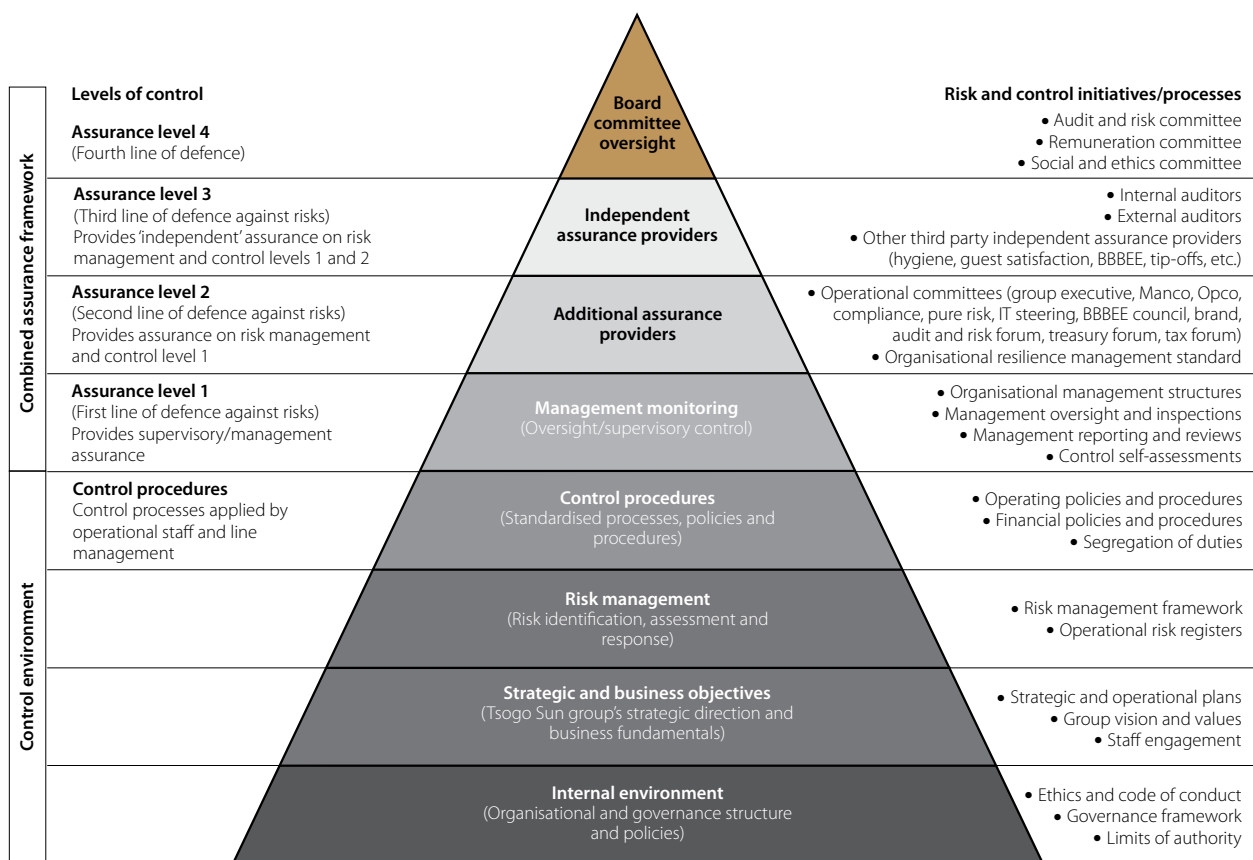 Levels of control
Risk and control initiatives/processes
Combined assurance framework
Assurance level 4
(Fourth line of defence)
Board
committee
oversight
• Audit and risk committee
• Remuneration committee
• Social and ethics committee
Assurance level 3
(Third line of defence against risks)
Provides ‘independent’ assurance on risk
management and control levels 1 and 2
Independent
assurance providers
• Internal auditors
• External auditors
• Other third party independent assurance providers
(hygiene, guest satisfaction, BBBEE, tip-offs, etc.)
Assurance level 2
(Second line of defence against risks)
Provides assurance on risk management
and control level 1
Additional assurance
providers
• Operational committees (group executive, Manco, Opco,
compliance, pure risk, IT steering, BBBEE council, brand,
audit and risk forum, treasury forum, tax forum)
• Organisational resilience management standard
Assurance level 1
(First line of defence against risks)
Provides supervisory/management
assurance
Management monitoring
(Oversight/supervisory control)
• Organisational management structures
• Management oversight and inspections
• Management reporting and reviews
• Control self-assessments
Control environment
Control procedures
Control processes applied by
operational staff and line
management
Control procedures
(Standardised processes, policies and
procedures)
• Operating policies and procedures
• Financial policies and procedures
• Segregation of duties
Risk management
(Risk identification, assessment and
response)
• Risk management framework
• Operational risk registers
Strategic and business objectives
(Tsogo Sun group’s strategic direction and
business fundamentals)
• Strategic and operational plans
• Group vision and values
• Staff engagement
Internal environment
(Organisational and governance structure
and policies)
• Ethics and code of conduct
• Governance framework
• Limits of authority